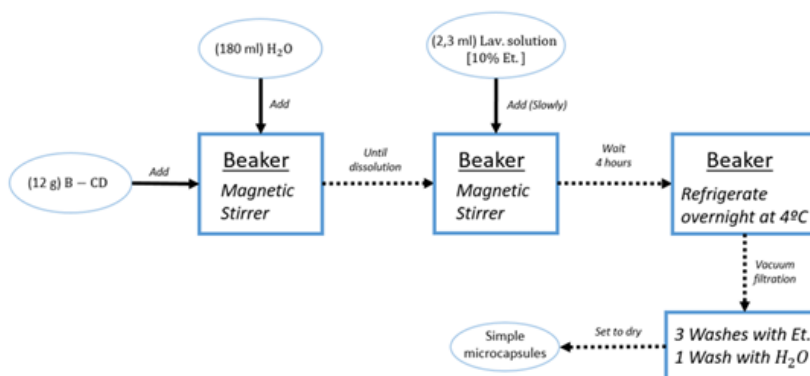 (180 ml) H₂O
Add
(12 g) B − CD
Add
Beaker
Magnetic
Stirrer
Until
dissolution
(2,3 ml) Lav. solution
[10% Et.]
Add (Slowly)
Beaker
Magnetic
Stirrer
Wait
4 hours
Beaker
Refrigerate
overnight at 4ºC
Vacuum
filtration
3 Washes with Et.
1 Wash with H₂O
Set to dry
Simple
microcapsules